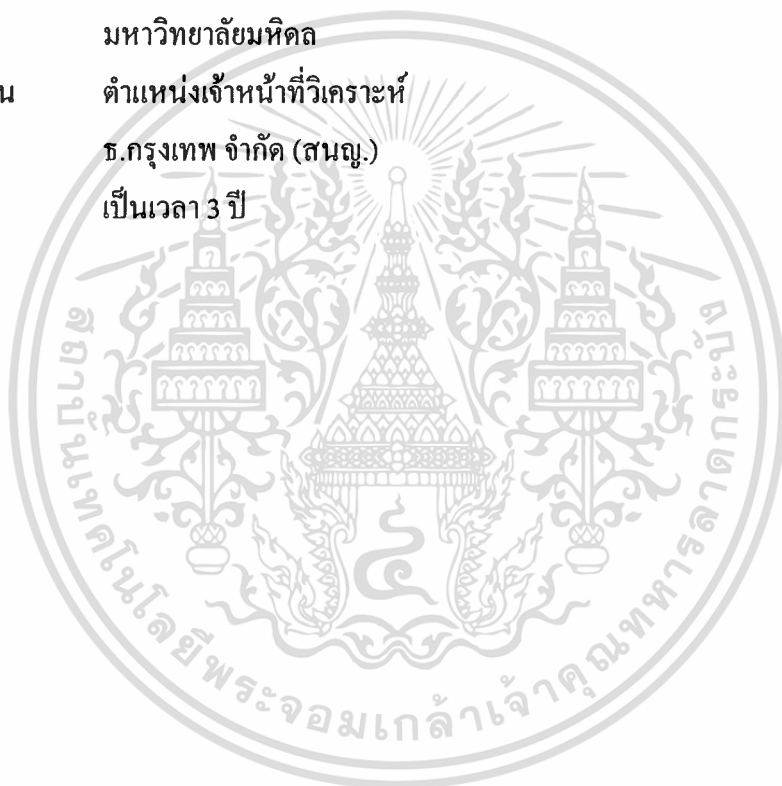 มหาวิทยาลัยมหิดล
น ตำแหน่งเจ้าหน้าที่วิเคราะห์
ธ.กรุงเทพ จำกัด (สนญ.)
เป็นเวลา 3 ปี
สถาบันเทคโนโลยีพระจอมเกล้าเจ้าคุณทหารลาดกระบัง